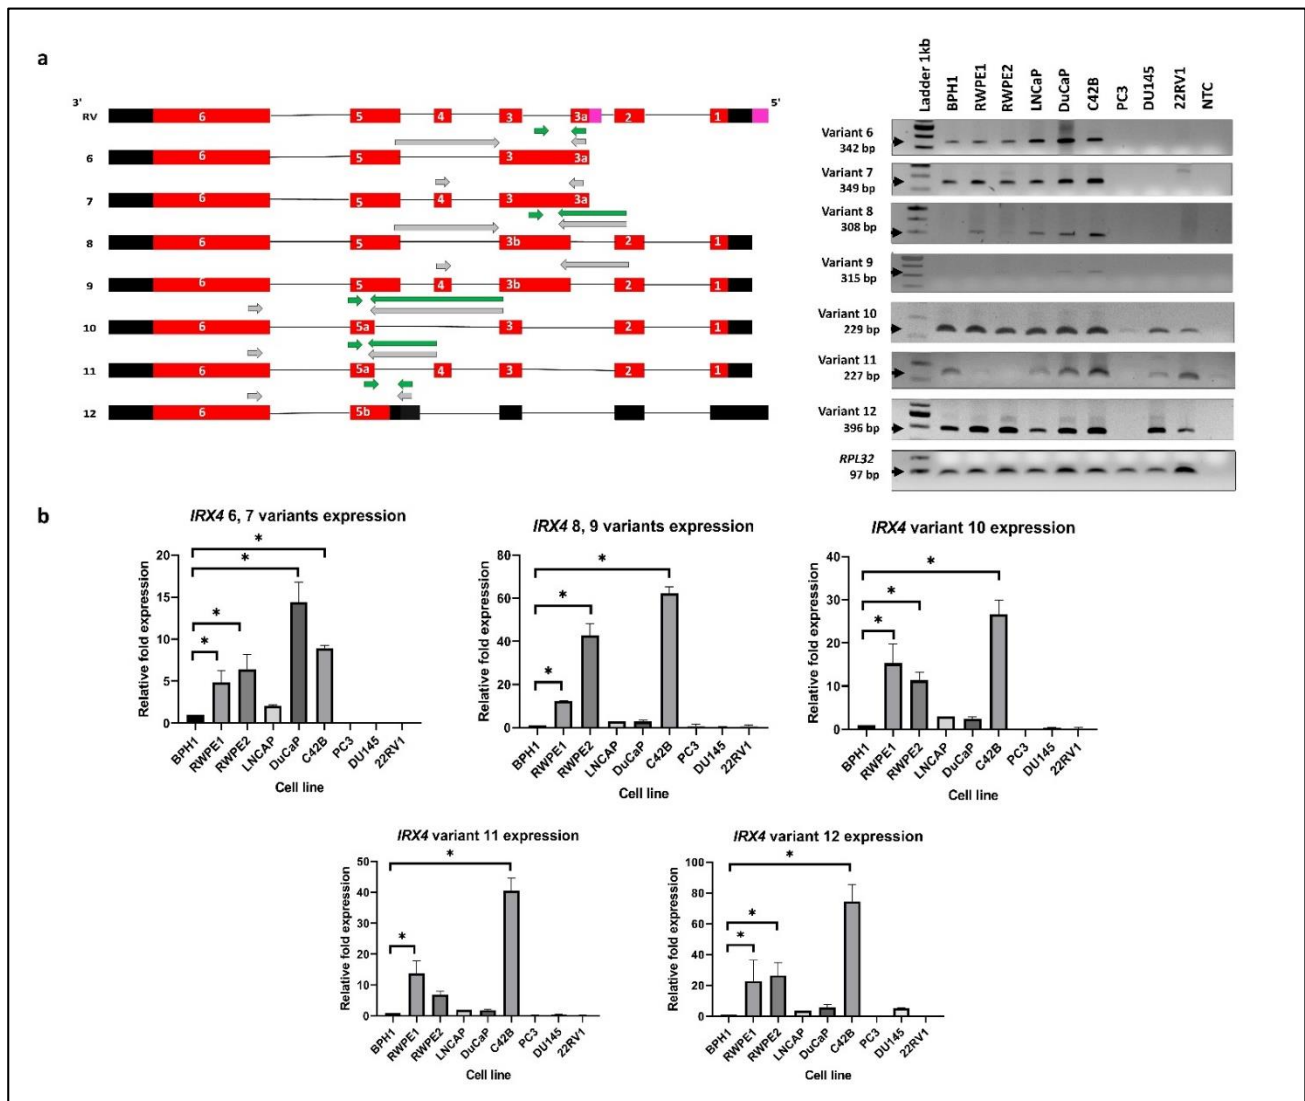 a
3' 5'
RV 6 5 4 3 3a 2 1
6 6 5 3 3a
7 6 5 4 3 3a
8 6 5 3b 2 1
9 6 5 4 3b 2 1
10 6 5a 3 2 1
11 6 5a 4 3 2 1
12 6 5b
Ladder 1kb
BPH1
RWPE1
RWPE2
LNCaP
DuCaP
C42B
PC3
DU145
22RV1
NTC
Variant 6
342 bp
Variant 7
349 bp
Variant 8
308 bp
Variant 9
315 bp
Variant 10
229 bp
Variant 11
227 bp
Variant 12
396 bp
RPL32
97 bp
b
IRX4 6, 7 variants expression
Relative fold expression
20
15
10
5
0
* * * *
BPH1 RWPE1 RWPE2 LNCAP DuCaP C42B PC3 DU145 22RV1
Cell line
IRX4 8, 9 variants expression
Relative fold expression
80
60
40
20
0
* * *
BPH1 RWPE1 RWPE2 LNCAP DuCaP C42B PC3 DU145 22RV1
Cell line
IRX4 variant 10 expression
Relative fold expression
40
30
20
10
0
* * *
BPH1 RWPE1 RWPE2 LNCAP DuCaP C42B PC3 DU145 22RV1
Cell line
IRX4 variant 11 expression
Relative fold expression
50
40
30
20
10
0
* *
BPH1 RWPE1 RWPE2 LNCAP DuCaP C42B PC3 DU145 22RV1
Cell line
IRX4 variant 12 expression
Relative fold expression
100
80
60
40
20
0
* * *
BPH1 RWPE1 RWPE2 LNCAP DuCaP C42B PC3 DU145 22RV1
Cell line